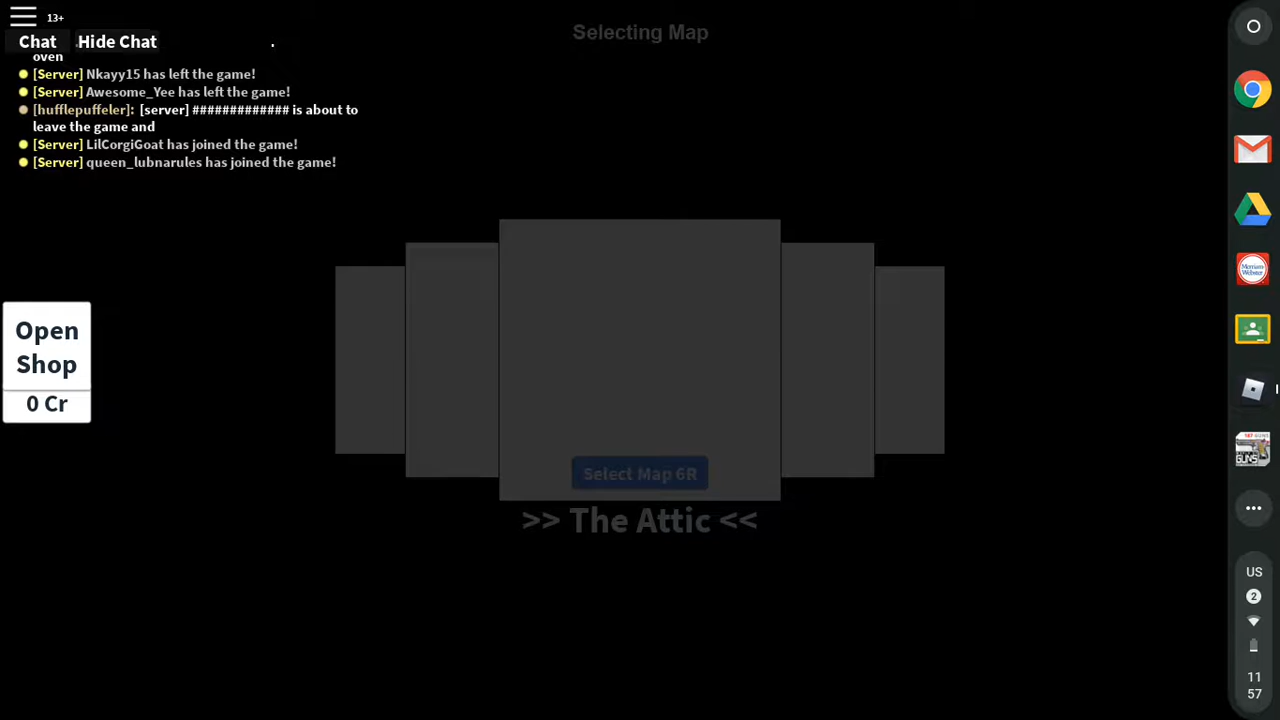 13+
Selecting Map
Chat Hide Chat
oven
[Server] Nkayy15 has left the game!
[Server] Awesome_Yee has left the game!
[hufflepuffeler]: [server] ############# is about to
leave the game and
[Server] LilCorgiGoat has joined the game!
[Server] queen_lubnarules has joined the game!
Open
Shop
0 Cr
Select Map 6R
>> The Attic <<
US
2
11
57